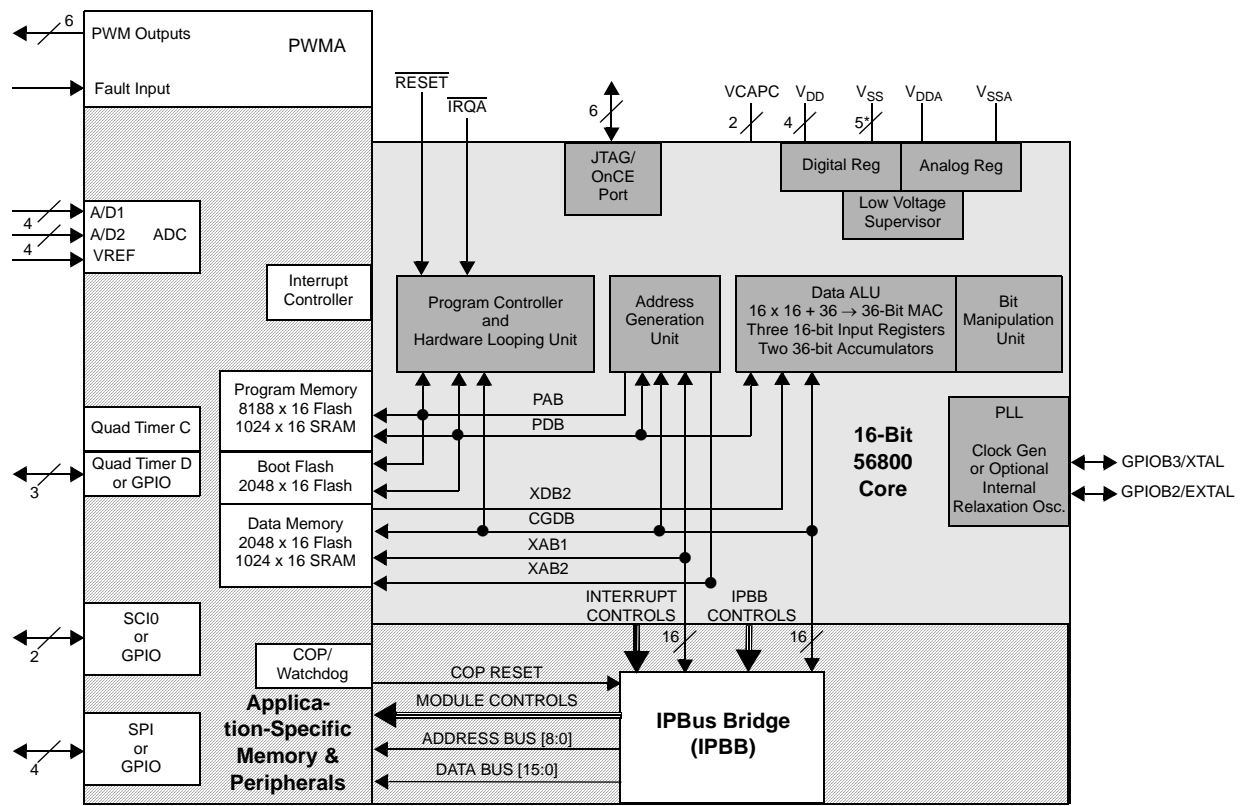 6
PWM Outputs
PWMA
Fault Input
RESET
IRQA
6
VCAPC
VDD
VSS
VDDA
VSSA
2
4
5*
JTAG/
OnCE
Port
Digital Reg
Analog Reg
Low Voltage
Supervisor
4
A/D1
4
A/D2
ADC
VREF
Interrupt
Controller
Program Controller
and
Hardware Looping Unit
Address
Generation
Unit
Data ALU
16 x 16 + 36 → 36-Bit MAC
Three 16-bit Input Registers
Two 36-bit Accumulators
Bit
Manipulation
Unit
Program Memory
8188 x 16 Flash
1024 x 16 SRAM
PAB
PDB
Quad Timer C
Quad Timer D
or GPIO
3
Boot Flash
2048 x 16 Flash
XDB2
CGDB
XAB1
XAB2
Data Memory
2048 x 16 Flash
1024 x 16 SRAM
16-Bit
56800
Core
PLL
Clock Gen
or Optional
Internal
Relaxation Osc.
GPIOB3/XTAL
GPIOB2/EXTAL
INTERRUPT
CONTROLS
IPBB
CONTROLS
16
16
SCI0
or
GPIO
2
COP/
Watchdog
COP RESET
MODULE CONTROLS
ADDRESS BUS [8:0]
DATA BUS [15:0]
Applica-
tion-Specific
Memory &
Peripherals
IPBus Bridge
(IPBB)
SPI
or
GPIO
4